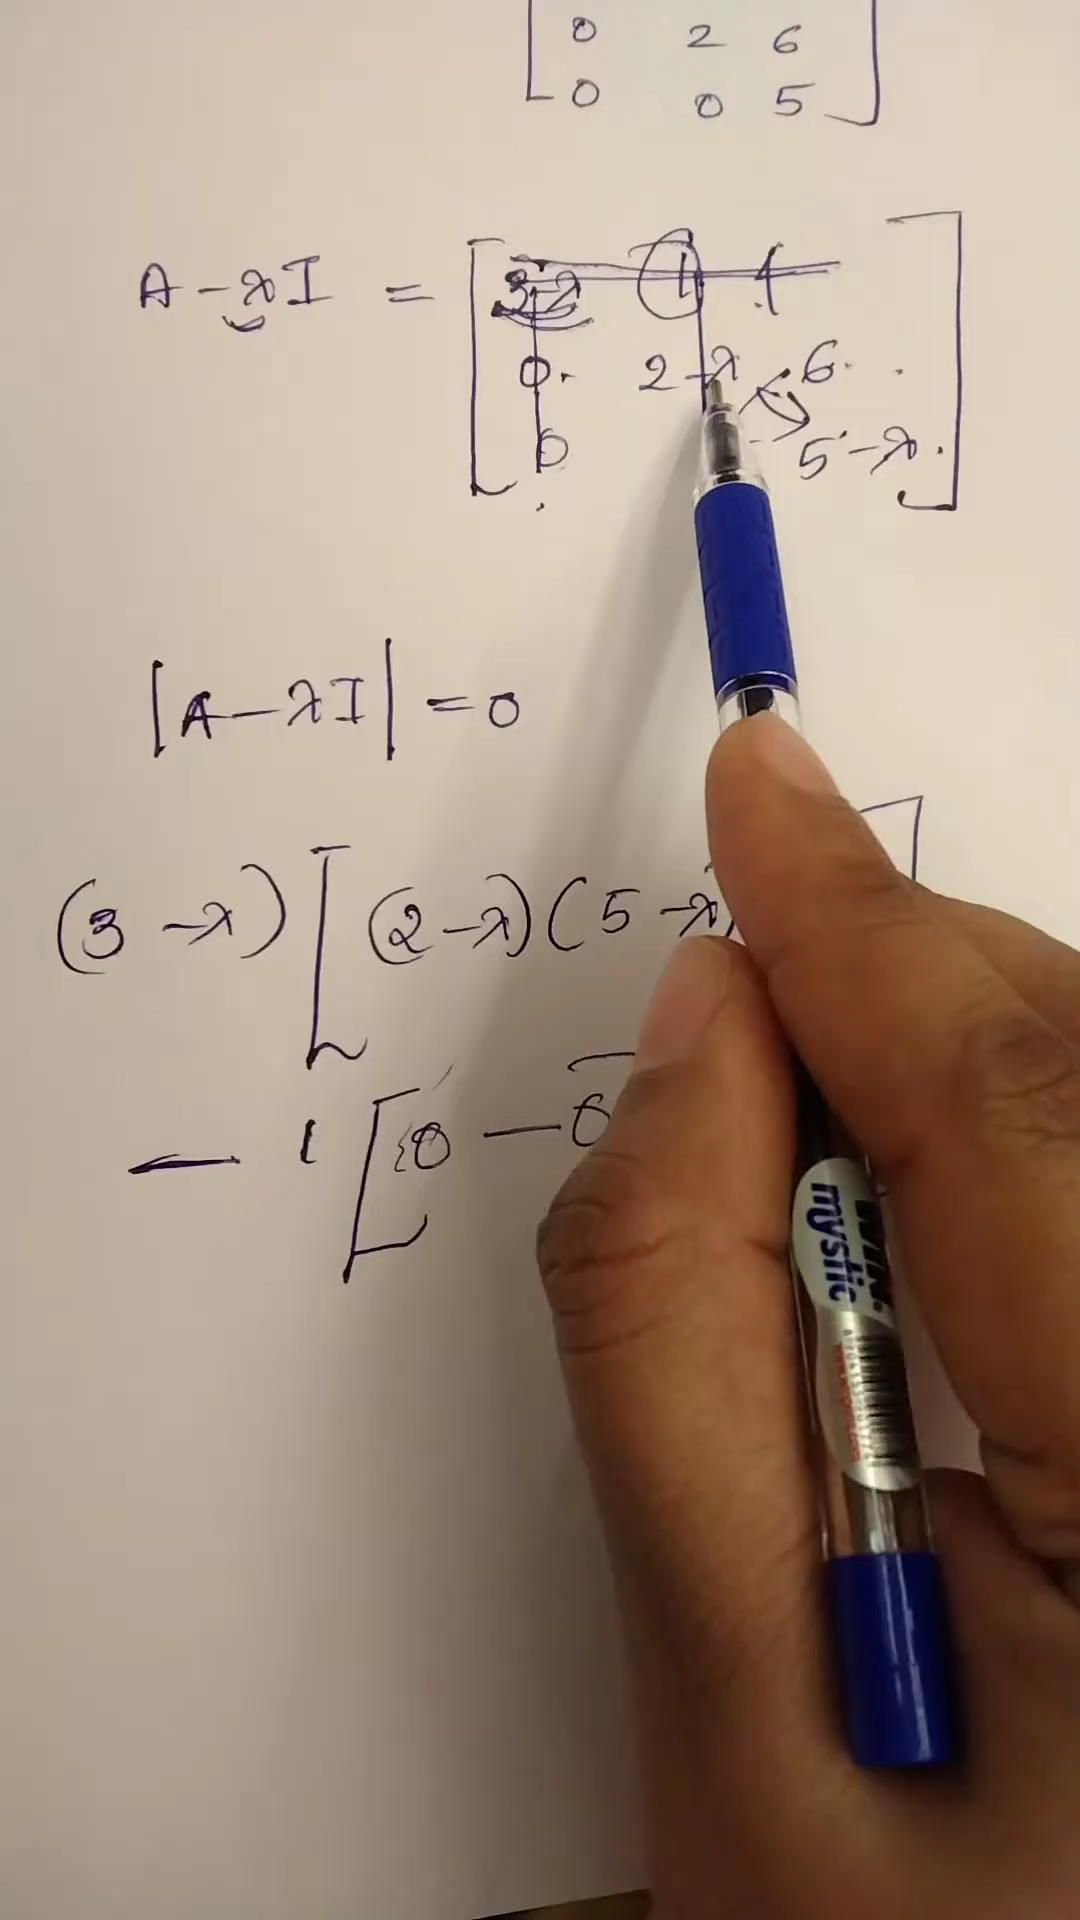 0 2 6
0 0 5
A - λI = [ 3-λ 1 1
0 2-λ 6
0 5-λ ]
|A - λI| = 0
(3 - λ) [ (2 - λ) (5 - λ)
- 1 [ 0 - 0
mystic